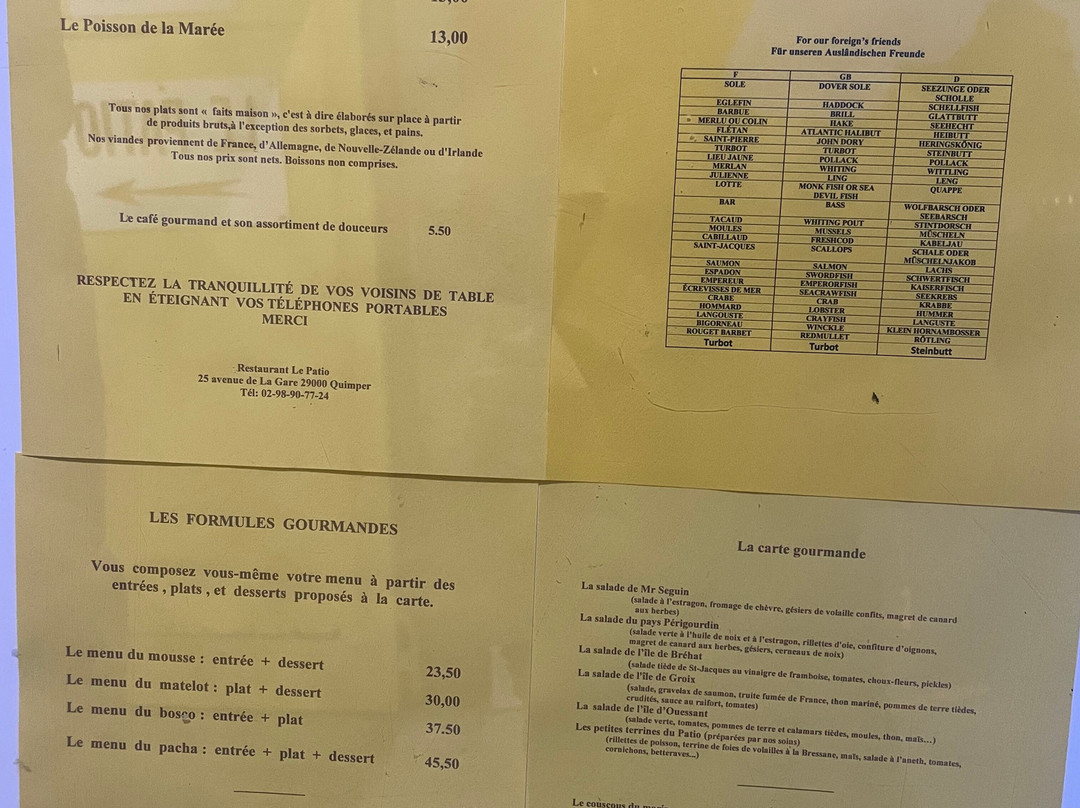 Le Poisson de la Marée 13,00
Tous nos plats sont « faits maison », c'est à dire élaborés sur place à partir
de produits bruts,à l'exception des sorbets, glaces, et pains.
Nos viandes proviennent de France, d'Allemagne, de Nouvelle-Zélande ou d'Irlande
Tous nos prix sont nets. Boissons non comprises.
Le café gourmand et son assortiment de douceurs 5.50
RESPECTEZ LA TRANQUILLITÉ DE VOS VOISINS DE TABLE
EN ÉTEIGNANT VOS TÉLÉPHONES PORTABLES
MERCI
Restaurant Le Patio
25 avenue de La Gare 29000 Quimper
Tél: 02-98-90-77-24
For our foreign's friends
Für unseren Ausländischen Freunde
F GB D
SOLE DOVER SOLE SEEZUNGE ODER
SCHOLLE
EGLEFIN HADDOCK SCHELLFISH
BARBUE BRILL GLATTBUTT
MERLU OU COLIN HAKE SEEHECHT
FLÉTAN ATLANTIC HALIBUT HEIBUTT
SAINT-PIERRE JOHN DORY HERINGSKÖNIG
TURBOT TURBOT STEINBUTT
LIEU JAUNE POLLACK POLLACK
MERLAN WHITING WITTLING
JULIENNE LING LENG
LOTTE MONK FISH OR SEA QUAPPE
DEVIL FISH
BAR BASS WOLFBARSCH ODER
SEEBARSCH
TACAUD WHITING POUT STINTDORSCH
MOULES MUSSELS MÜSCHELN
CABILLAUD FRESHCOD KABELJAU
SAINT-JACQUES SCALLOPS SCHALE ODER
MÜSCHELNJAKOB
SAUMON SALMON LACHS
ESPADON SWORDFISH SCHWERTFISCH
EMPEREUR EMPERORFISH KAISERFISCH
ÉCREVISSES DE MER SEACRAWFISH SEEKREBS
CRABE CRAB KRABBE
HOMMARD LOBSTER HUMMER
LANGOUSTE CRAYFISH LANGUSTE
BIGORNEAU WINCKLE KLEIN HORNAMBOSSER
ROUGET BARBET REDMULLET RÖTLING
Turbot Turbot Steinbutt
LES FORMULES GOURMANDES
Vous composez vous-même votre menu à partir des
entrées , plats , et desserts proposés à la carte.
Le menu du mousse : entrée + dessert 23,50
Le menu du matelot : plat + dessert 30,00
Le menu du bosco : entrée + plat 37.50
Le menu du pacha : entrée + plat + dessert 45,50
La carte gourmande
La salade de Mr Seguin
(salade à l'estragon, fromage de chèvre, gésiers de volaille confits, magret de canard
aux herbes)
La salade du pays Périgourdin
(salade verte à l'huile de noix et à l'estragon, rillettes d'oie, confiture d'oignons,
magret de canard aux herbes, gésiers, cerneaux de noix)
La salade de l'île de Bréhat
(salade tiède de St-Jacques au vinaigre de framboise, tomates, choux-fleurs, pickles)
La salade de l'île de Groix
(salade, gravelax de saumon, truite fumée de France, thon mariné, pommes de terre tièdes,
crudités, sauce au raifort, tomates)
La salade de l'île d'Ouessant
(salade verte, tomates, pommes de terre et calamars tièdes, moules, thon, maïs...)
Les petites terrines du Patio (préparées par nos soins)
(rillettes de poisson, terrine de foies de volailles à la Bressane, maïs, salade à l'aneth, tomates,
cornichons, betteraves...)
Le couscous du